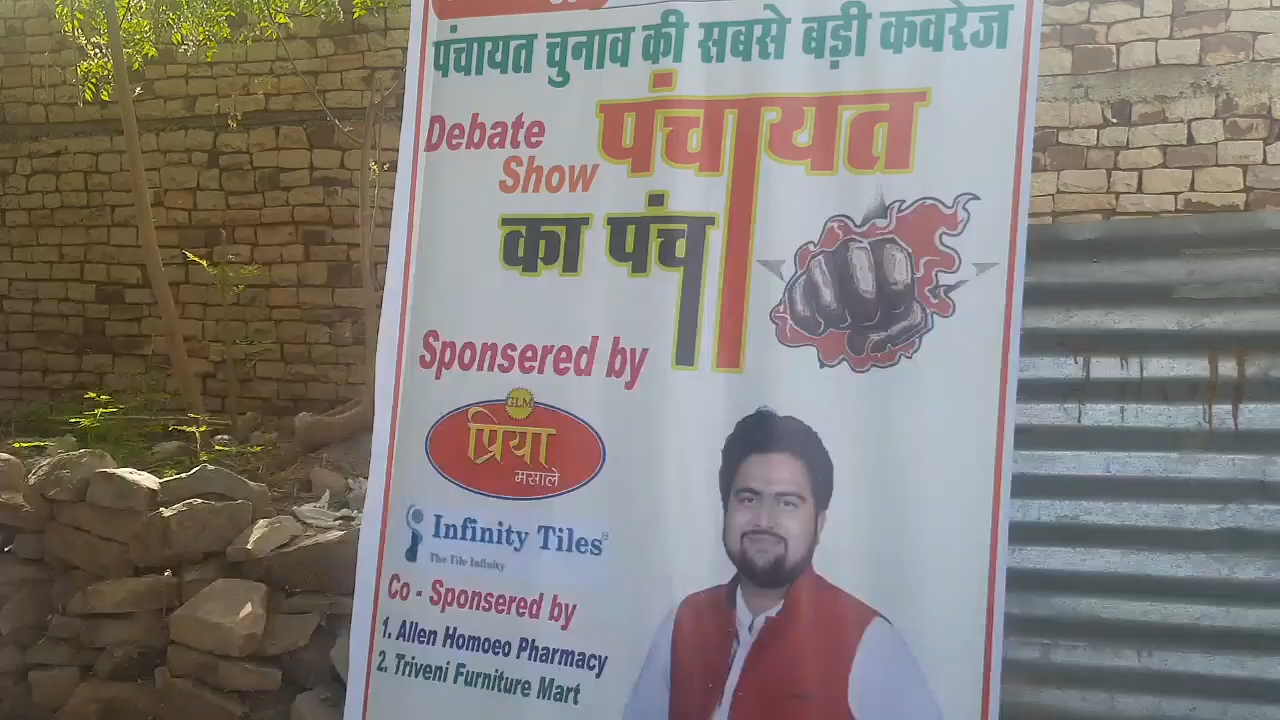 पंचायत चुनाव की सबसे बड़ी कवरेज
Debate Show
पंचायत
का पंच
Sponsered by
GLM
प्रिया
मसाले
Infinity Tiles
The Tile Infinity
Co - Sponsered by
1. Allen Homoeo Pharmacy
2. Triveni Furniture Mart